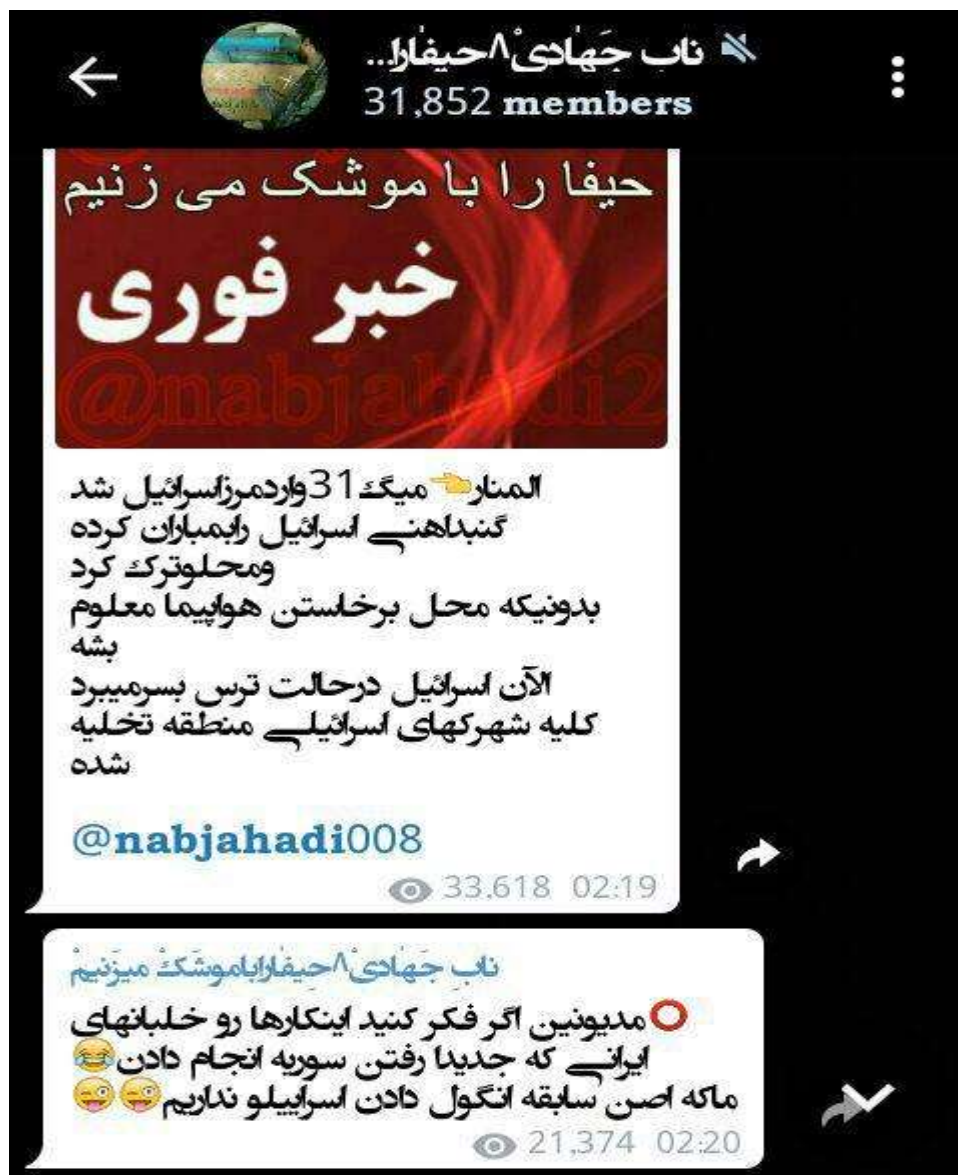 ناب جَهادی۸حیفارا...
31,852 members
حیفا را با موشک می زنیم
خبر فوری
@nabjahadi2
المنار👈میگ31واردمرزاسرائیل شد
گنبداهنی اسرائیل رابمباران کرده
ومحلوترک کرد
بدونیکه محل برخاستن هواپیما معلوم
بشه
الآن اسرائیل درحالت ترس بسرمیبرد
کلیه شهرکهای اسرائیلی منطقه تخلیه
شده
@nabjahadi008
33,618 02:19
ناب جَهادی۸حیفاراباموشک میزنیم
⭕مدیونین اگر فکر کنید اینکارها رو خلبانهای
ایرانی که جدیدا رفتن سوریه انجام دادن😂
ماکه اصن سابقه انگول دادن اسراییلو نداریم😜😜
21,374 02:20